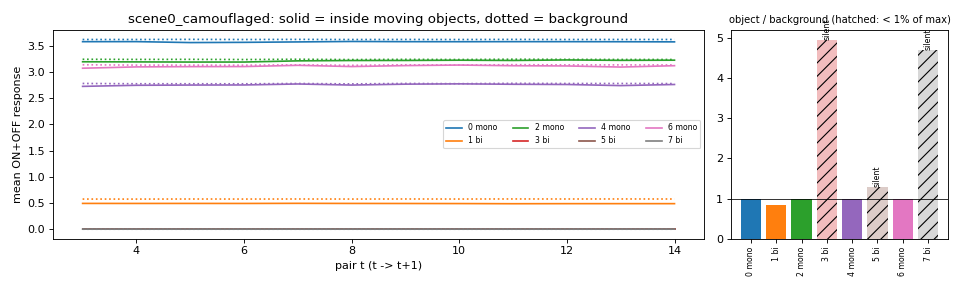 scene0_camouflaged: solid = inside moving objects, dotted = background
mean ON+OFF response
3.5
3.0
2.5
2.0
1.5
1.0
0.5
0.0
0 mono
2 mono
4 mono
6 mono
1 bi
3 bi
5 bi
7 bi
4
6
8
10
12
14
pair t (t -> t+1)
object / background (hatched: < 1% of max)
5
4
3
2
1
0
silent
silent
silent
0 mono
1 bi
2 mono
3 bi
4 mono
5 bi
6 mono
7 bi